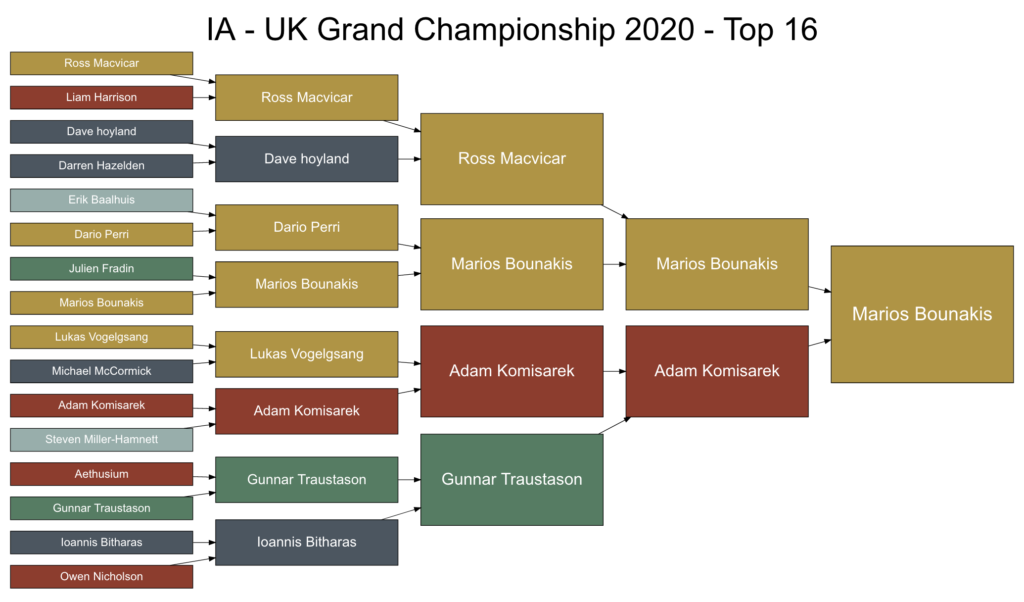 IA - UK Grand Championship 2020 - Top 16
Ross Macvicar
Liam Harrison
Dave hoyland
Darren Hazelden
Erik Baalhuis
Dario Perri
Julien Fradin
Marios Bounakis
Lukas Vogelgsang
Michael McCormick
Adam Komisarek
Steven Miller-Hamnett
Aethusium
Gunnar Traustason
Ioannis Bitharas
Owen Nicholson
Ross Macvicar
Dave hoyland
Dario Perri
Marios Bounakis
Lukas Vogelgsang
Adam Komisarek
Gunnar Traustason
Ioannis Bitharas
Ross Macvicar
Marios Bounakis
Adam Komisarek
Gunnar Traustason
Marios Bounakis
Adam Komisarek
Marios Bounakis